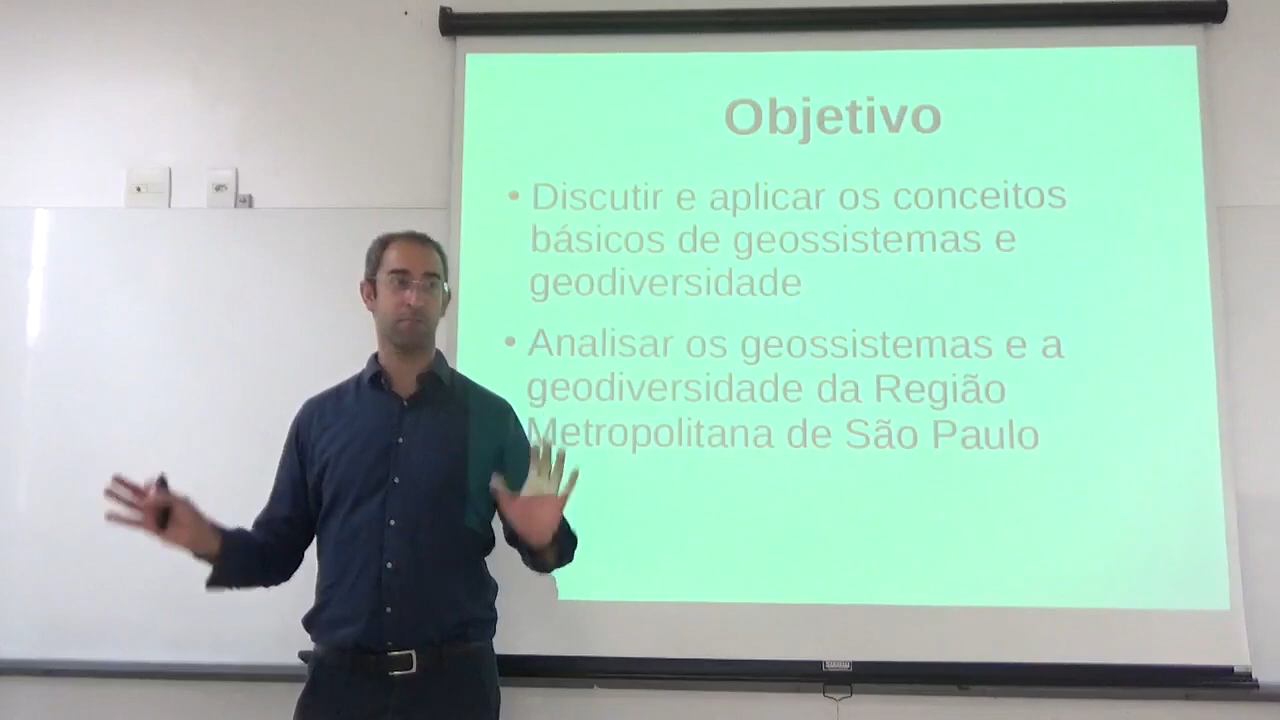 Objetivo
• Discutir e aplicar os conceitos
básicos de geossistemas e
geodiversidade
• Analisar os geossistemas e a
geodiversidade da Região
Metropolitana de São Paulo